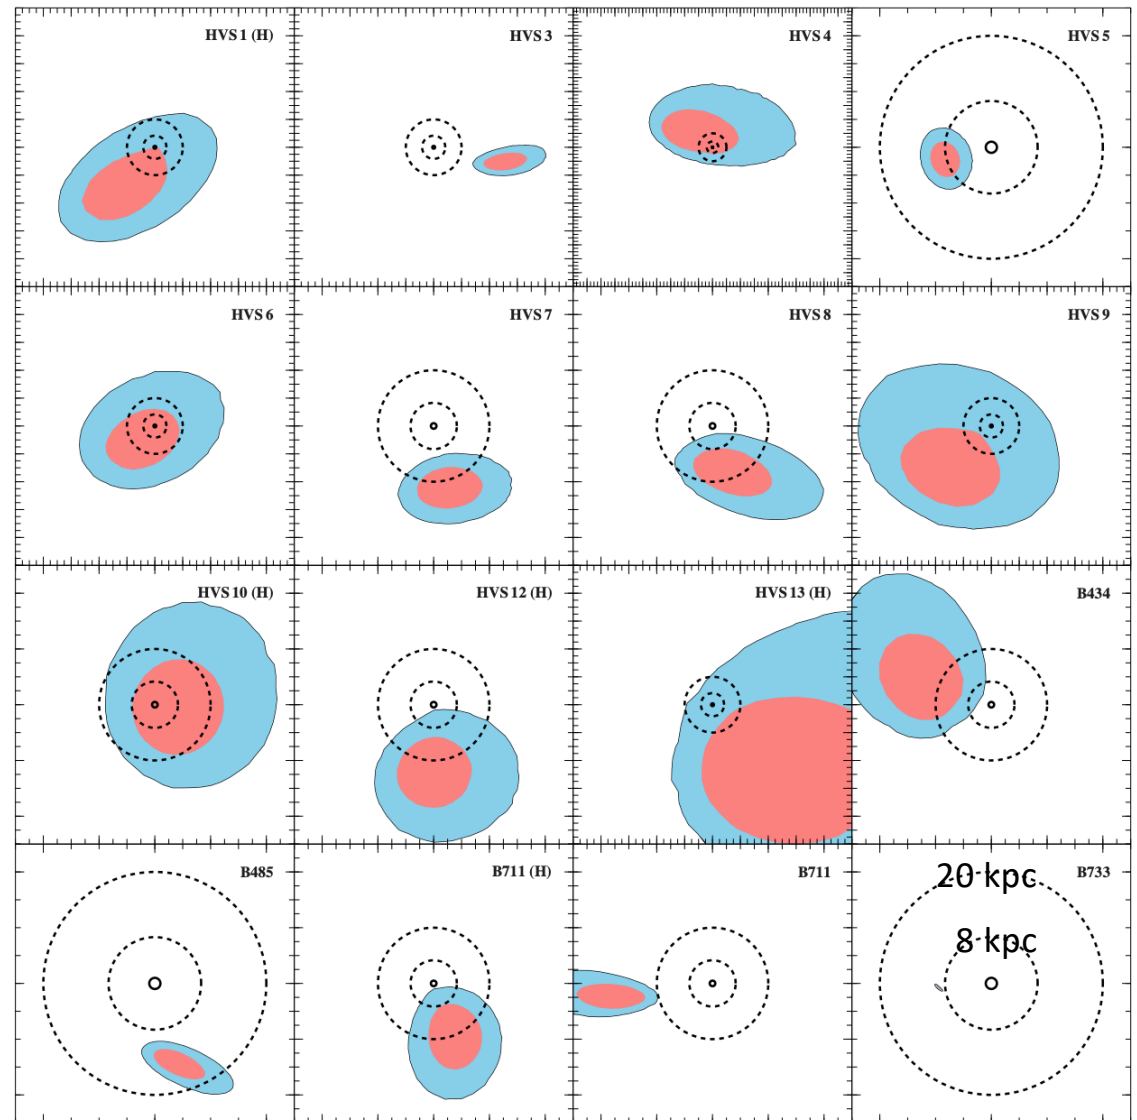 HVS 1 (H)
HVS 3
HVS 4
HVS 5
HVS 6
HVS 7
HVS 8
HVS 9
HVS 10 (H)
HVS 12 (H)
HVS 13 (H)
B434
B485
B711 (H)
B711
B733
20 kpc
8 kpc